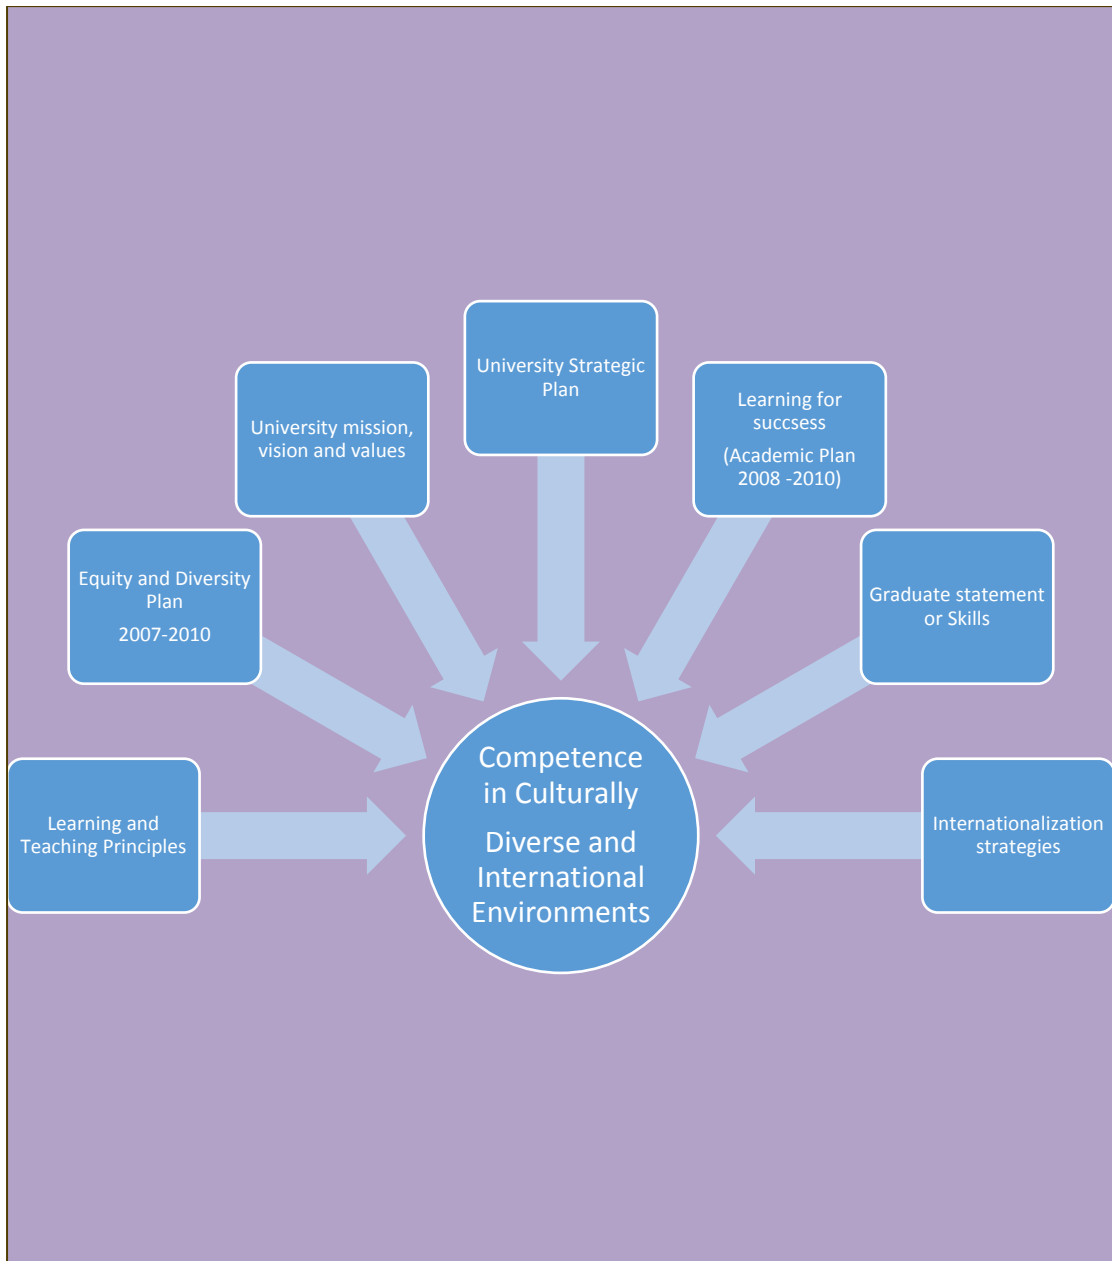 University Strategic
Plan
University mission,
vision and values
Learning for
succsess
(Academic Plan
2008 -2010)
Equity and Diversity
Plan
2007-2010
Graduate statement
or Skills
Learning and
Teaching Principles
Competence
in Culturally
Diverse and
International
Environments
Internationalization
strategies